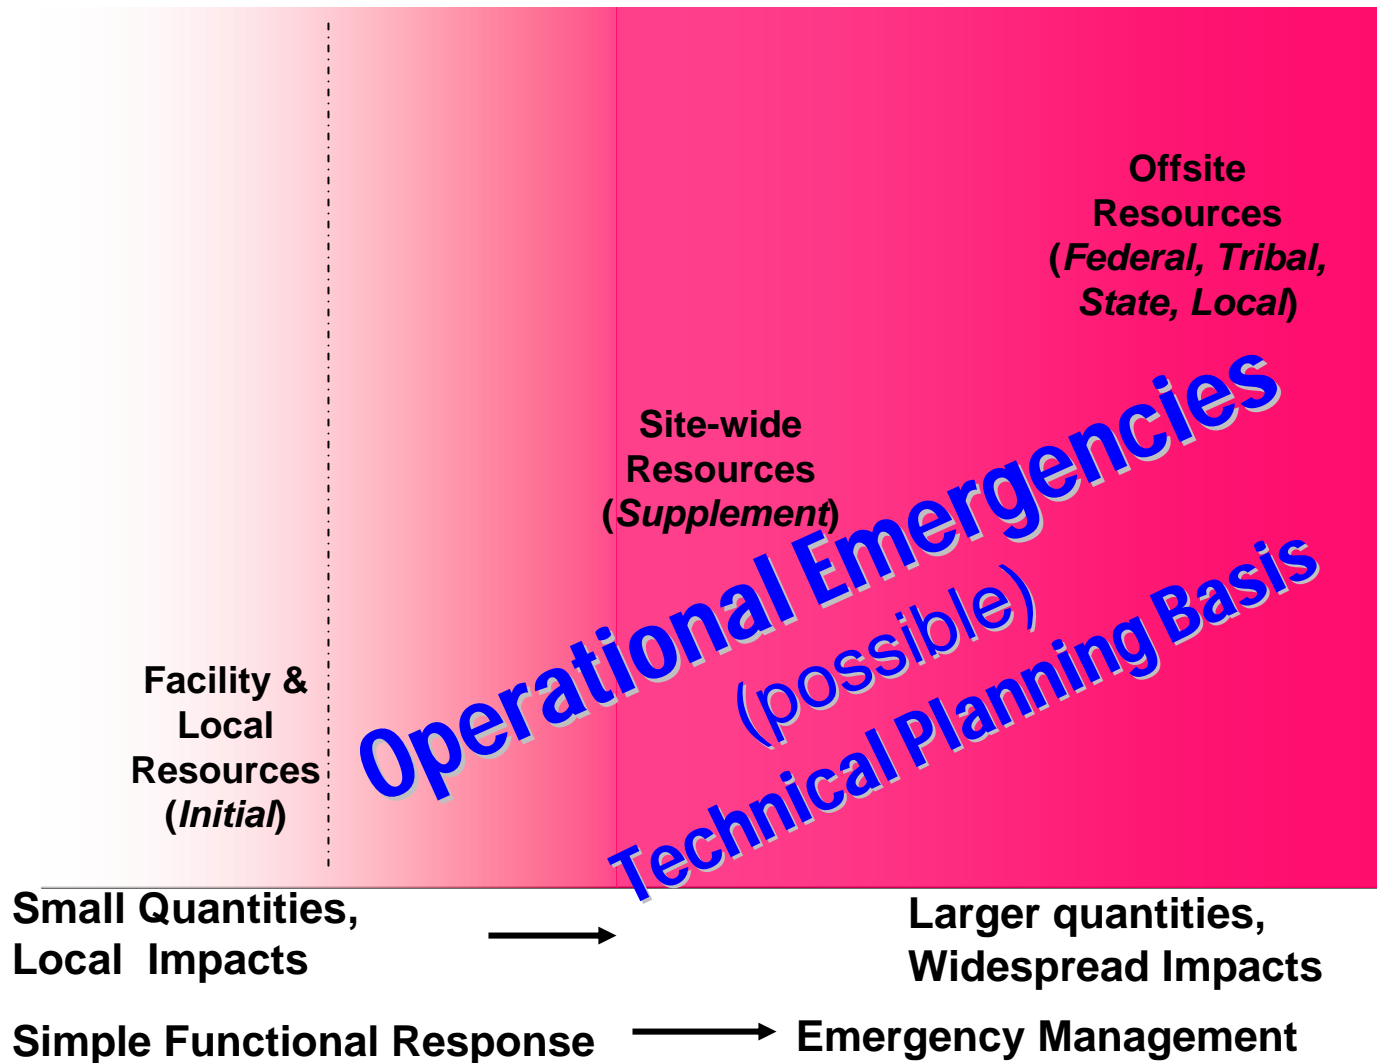 Offsite
Resources
(Federal, Tribal,
State, Local)
Site-wide
Resources
(Supplement)
Operational Emergencies
(possible)
Technical Planning Basis
Facility &
Local
Resources
(Initial)
Small Quantities,
Local Impacts
Larger quantities,
Widespread Impacts
Simple Functional Response
Emergency Management